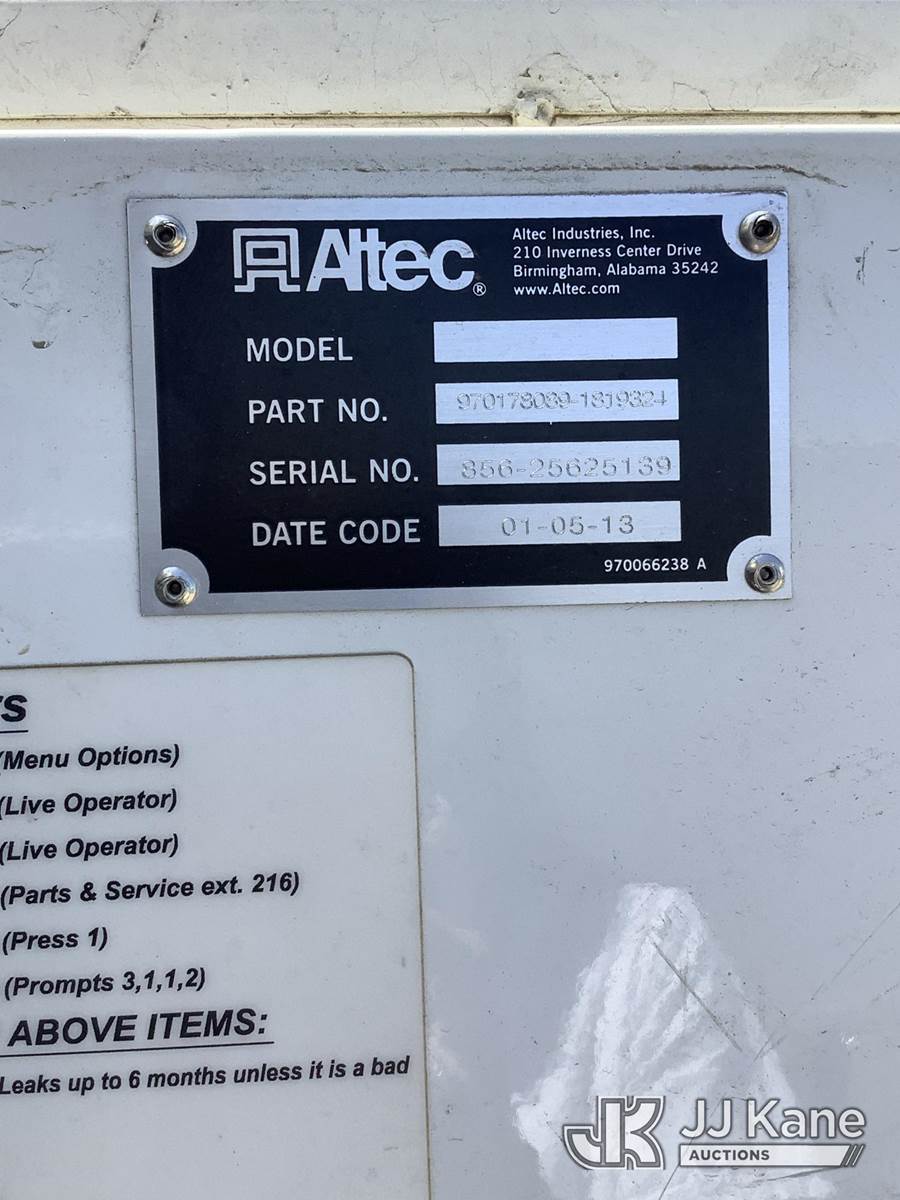 Altec®
Altec Industries, Inc.
210 Inverness Center Drive
Birmingham, Alabama 35242
www.Altec.com
MODEL
PART NO. 970178089-1819324
SERIAL NO. 856-25625139
DATE CODE 01-05-13
970066238 A
(Menu Options)
(Live Operator)
(Live Operator)
(Parts & Service ext. 216)
(Press 1)
(Prompts 3,1,1,2)
ABOVE ITEMS:
Leaks up to 6 months unless it is a bad
JK JJ Kane
AUCTIONS